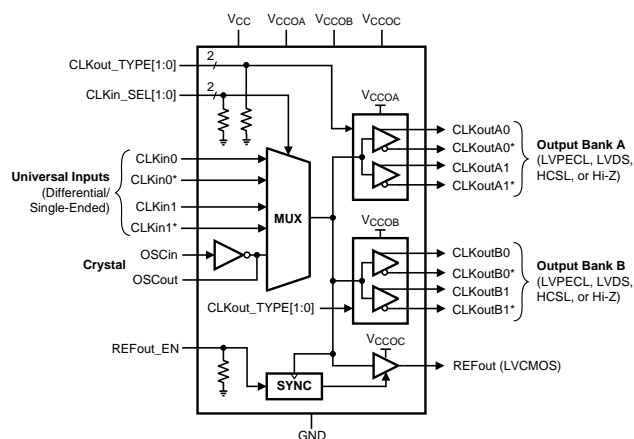 VCC VCCOA VCCOB VCCOC
CLKout_TYPE[1:0]
2
CLKin_SEL[1:0]
2
Universal Inputs
(Differential/
Single-Ended)
CLKin0
CLKin0*
CLKin1
CLKin1*
Crystal
OSCin
OSCout
MUX
CLKout_TYPE[1:0]
REFout_EN
SYNC
VCCOA
CLKoutA0
CLKoutA0*
CLKoutA1
CLKoutA1*
Output Bank A
(LVPECL, LVDS,
HCSL, or Hi-Z)
VCCOB
CLKoutB0
CLKoutB0*
CLKoutB1
CLKoutB1*
Output Bank B
(LVPECL, LVDS,
HCSL, or Hi-Z)
VCCOC
REFout (LVCMOS)
GND